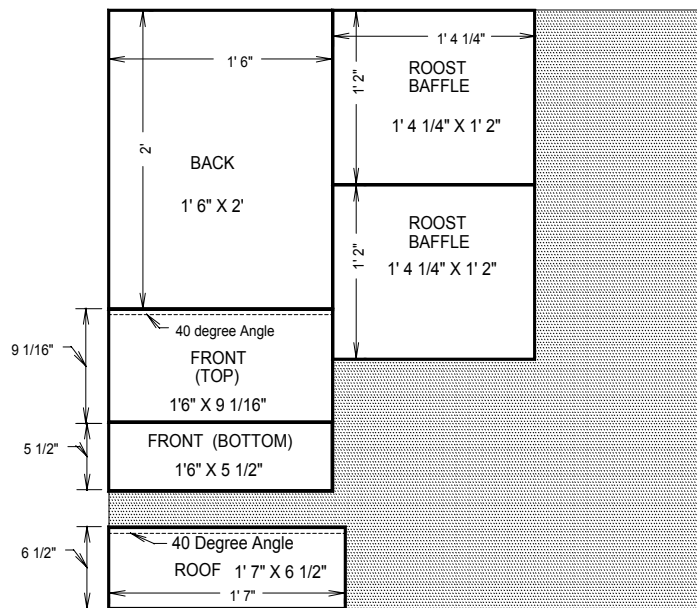 1' 6"
2'
BACK
1' 6" X 2'
1' 4 1/4"
1' 2"
ROOST
BAFFLE
1' 4 1/4" X 1' 2"
1' 2"
ROOST
BAFFLE
1' 4 1/4" X 1' 2"
9 1/16"
40 degree Angle
FRONT
(TOP)
1'6" X 9 1/16"
5 1/2"
FRONT (BOTTOM)
1'6" X 5 1/2"
6 1/2"
40 Degree Angle
ROOF 1' 7" X 6 1/2"
1' 7"